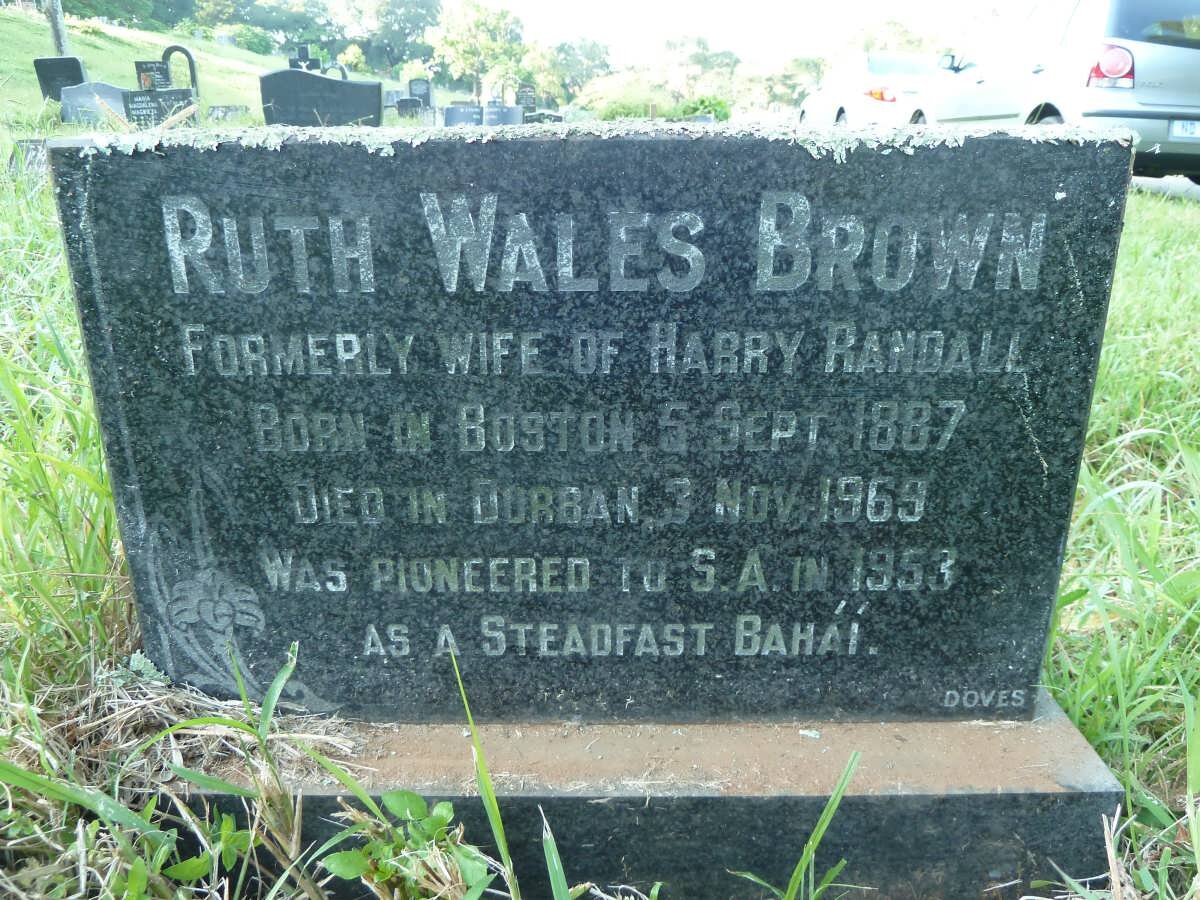 Ruth Wales Brown
Formerly wife of Harry Randall
Born in Boston, 5 Sept. 1887
Died in Durban, 3 Nov. 1969
Was pioneered to S.A. in 1953
as a Steadfast Bahá'í.
DOVES